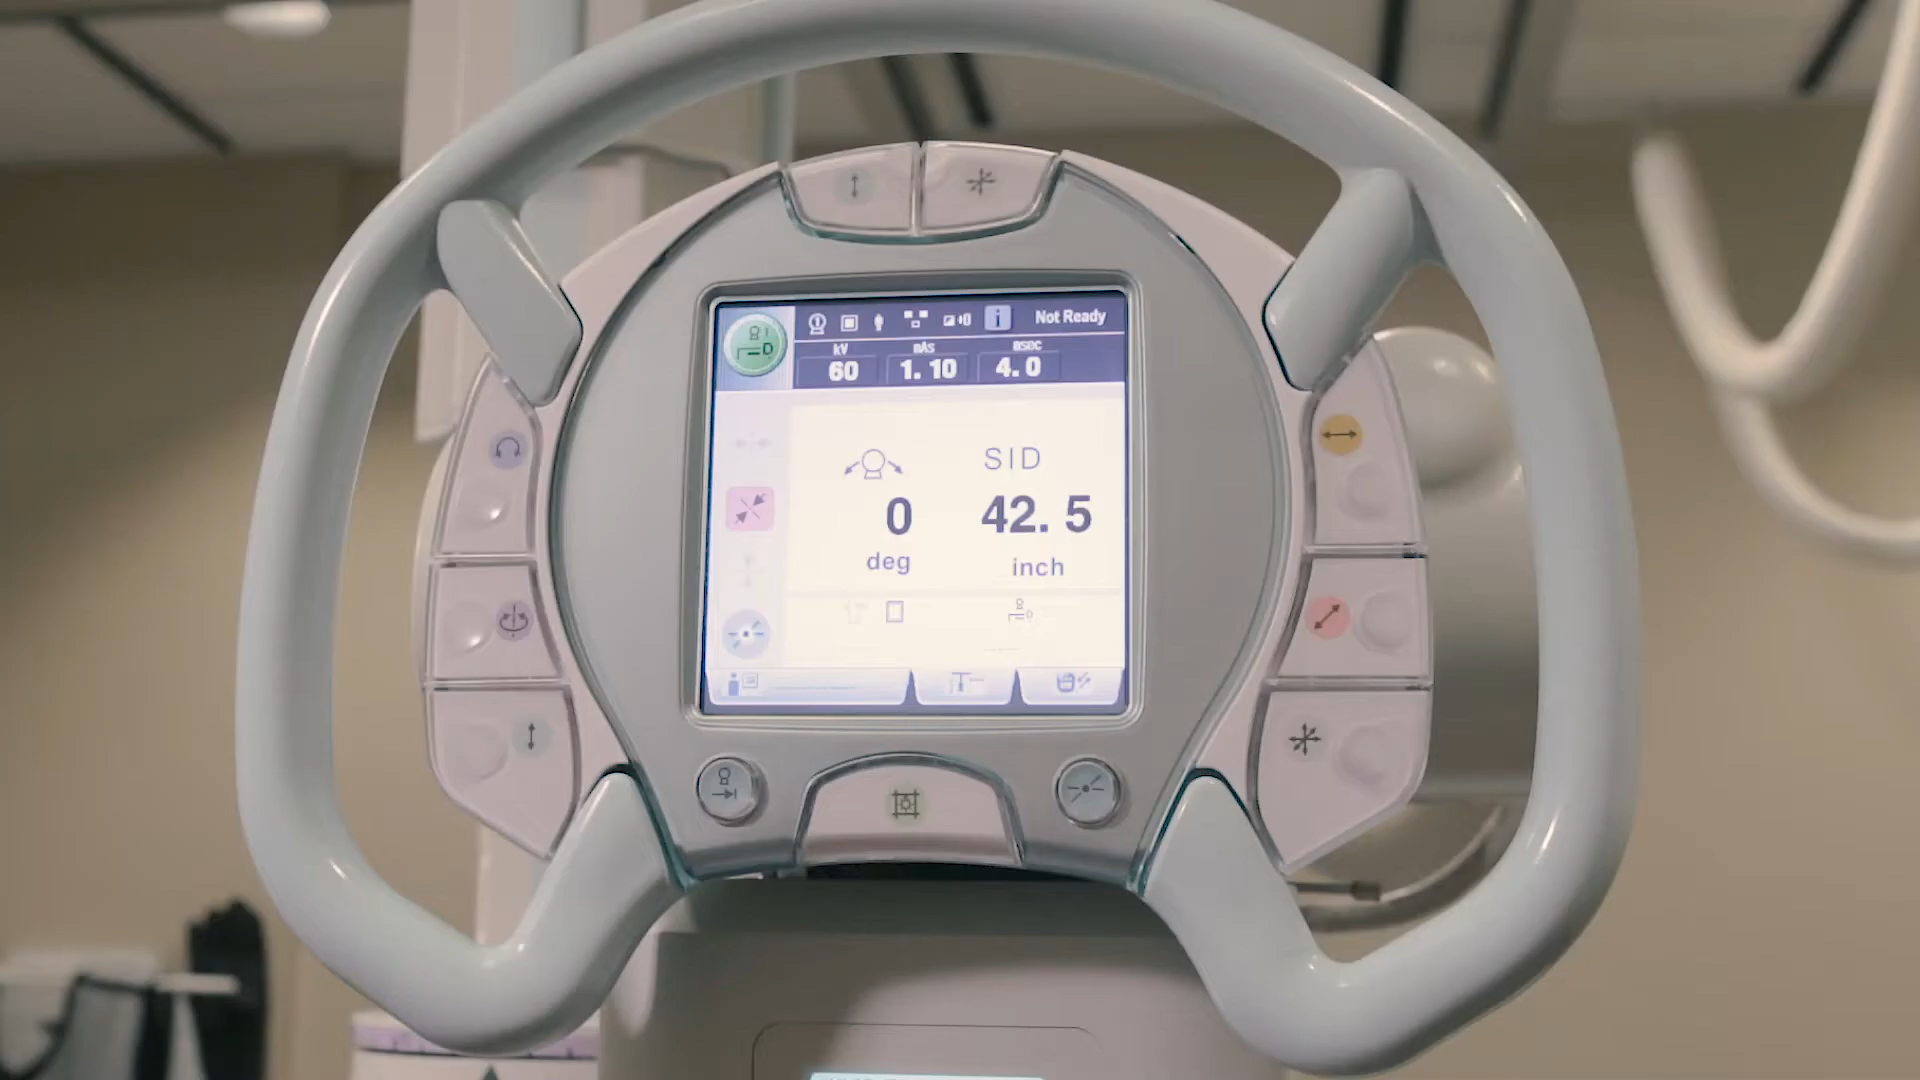 Not Ready
kV mAs msec
60 1.10 4.0
SID
0 42.5
deg inch